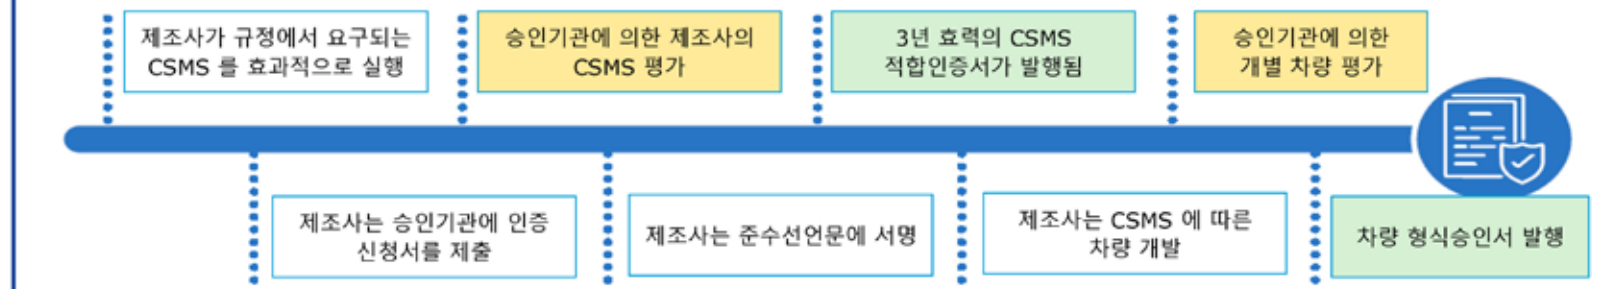 제조사가 규정에서 요구되는
CSMS 를 효과적으로 실행
제조사는 승인기관에 인증
신청서를 제출
승인기관에 의한 제조사의
CSMS 평가
제조사는 준수선언문에 서명
3년 효력의 CSMS
적합인증서가 발행됨
제조사는 CSMS 에 따른
차량 개발
승인기관에 의한
개별 차량 평가
차량 형식승인서 발행